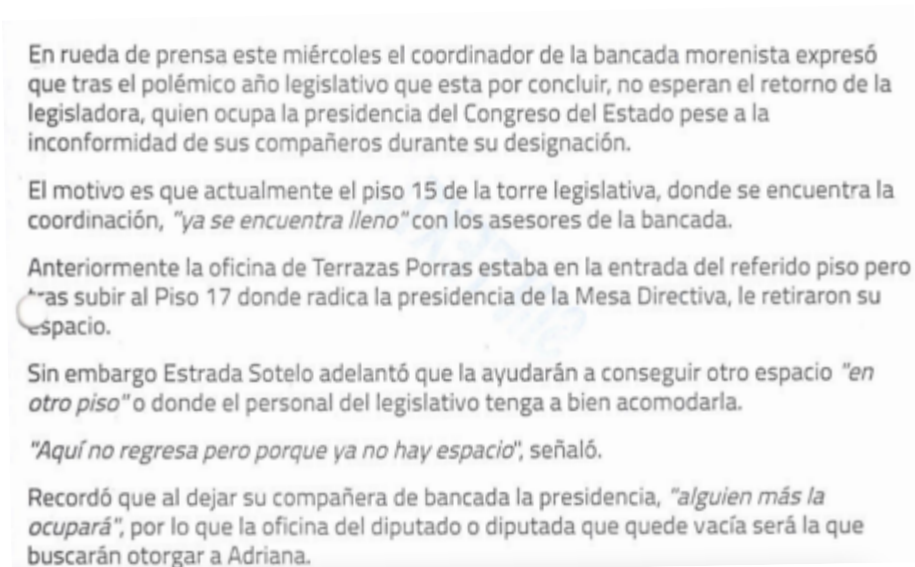 En rueda de prensa este miércoles el coordinador de la bancada morenista expresó
que tras el polémico año legislativo que esta por concluir, no esperan el retorno de la
legisladora, quien ocupa la presidencia del Congreso del Estado pese a la
inconformidad de sus compañeros durante su designación.
El motivo es que actualmente el piso 15 de la torre legislativa, donde se encuentra la
coordinación, "ya se encuentra lleno" con los asesores de la bancada.
Anteriormente la oficina de Terrazas Porras estaba en la entrada del referido piso pero
tras subir al Piso 17 donde radica la presidencia de la Mesa Directiva, le retiraron su
espacio.
Sin embargo Estrada Sotelo adelantó que la ayudarán a conseguir otro espacio "en
otro piso" o donde el personal del legislativo tenga a bien acomodarla.
"Aquí no regresa pero porque ya no hay espacio", señaló.
Recordó que al dejar su compañera de bancada la presidencia, "alguien más la
ocupará", por lo que la oficina del diputado o diputada que quede vacía será la que
buscarán otorgar a Adriana.